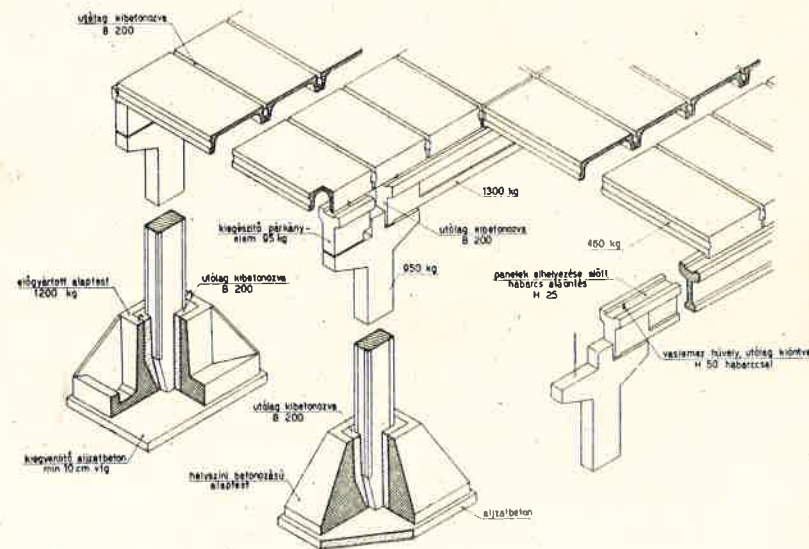 utólag kibetonozva
B 200
1300 kg
kiegészítő párkány-
elem 95 kg
utólag kibetonozva
B 200
460 kg
950 kg
panelek elhelyezése előtt
habarcs aláöntés
H 25
előgyártott alaptest
1200 kg
utólag kibetonozva
B 200
vaslemez hüvely, utólag kiöntve
H 50 habarccsal
utólag kibetonozva
B 200
kiegyenlítő aljzatbeton
min 10 cm vtg
helyszíni betonozású
alaptest
aljzatbeton